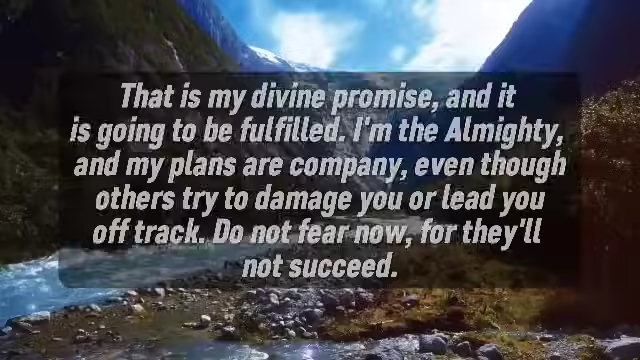 That is my divine promise, and it
is going to be fulfilled. I'm the Almighty,
and my plans are company, even though
others try to damage you or lead you
off track. Do not fear now, for they'll
not succeed.